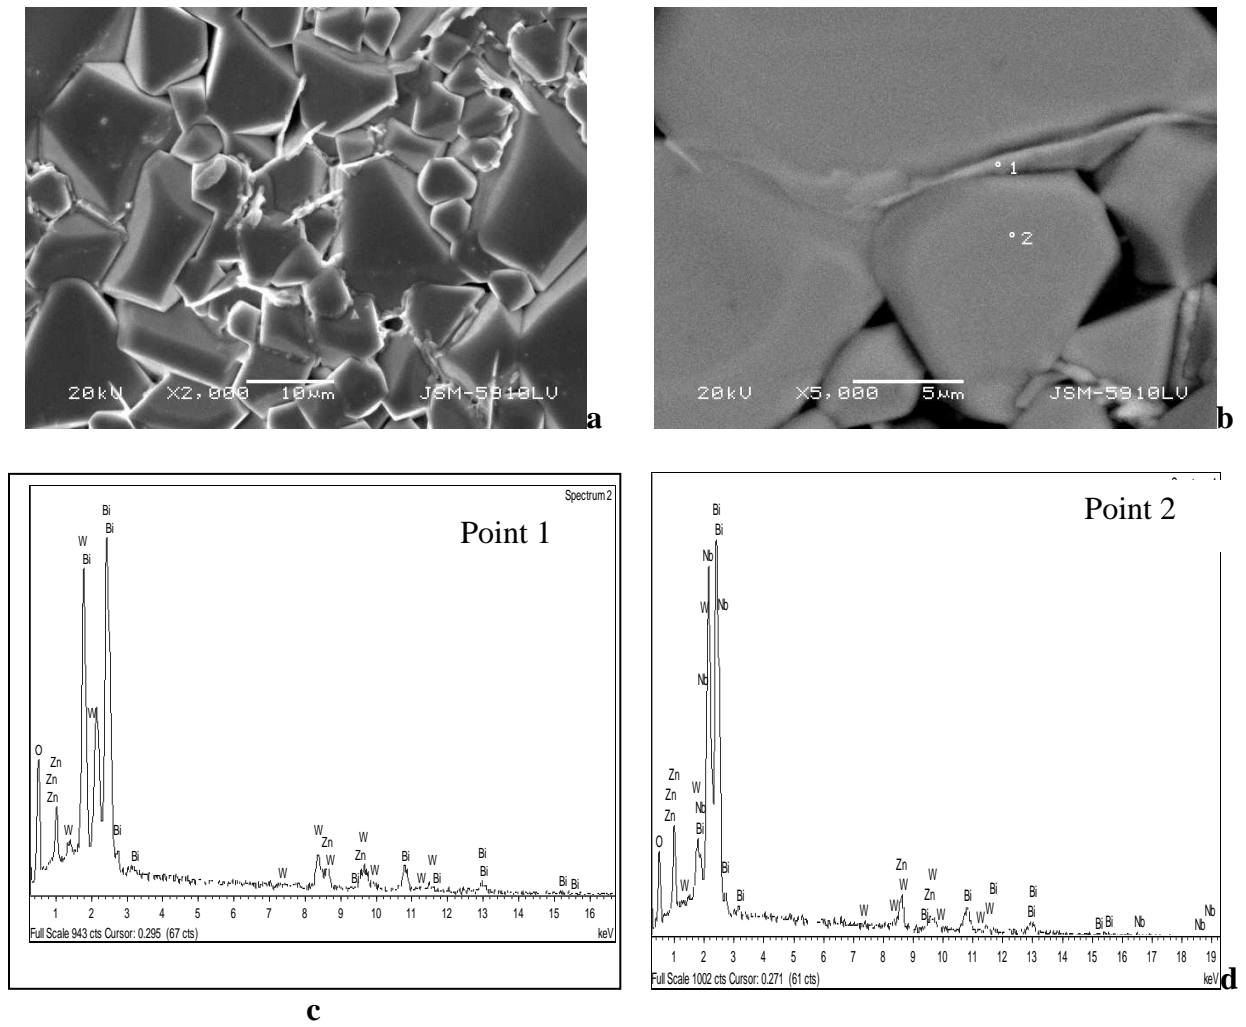 20kU X2,000 10µm JSM-5910LV
a
1
2
20kV X5,000 5µm JSM-5910LV
b
Spectrum 2
Point 1
Bi
Bi
W
Bi
W
O
Zn
Zn
Zn
W
Bi
Bi
W
W
Zn
W
W
Zn
W
Bi
Bi
W
W
Bi
Bi
Bi
Bi
Bi
1 2 3 4 5 6 7 8 9 10 11 12 13 14 15 16
Full Scale 943 cts Cursor: 0.295 (67 cts)
keV
c
Point 2
Bi
Bi
Nb
W
Nb
Nb
Zn
Zn
Zn
O
W
W
Nb
Bi
Bi
Bi
W
W
Zn
W
W
Zn
Bi
W
Bi
W
Bi
W
Bi
Bi
Bi
Bi
Nb
Nb
Nb
1 2 3 4 5 6 7 8 9 10 11 12 13 14 15 16 17 18 19
Full Scale 1002 cts Cursor: 0.271 (61 cts)
keV
d